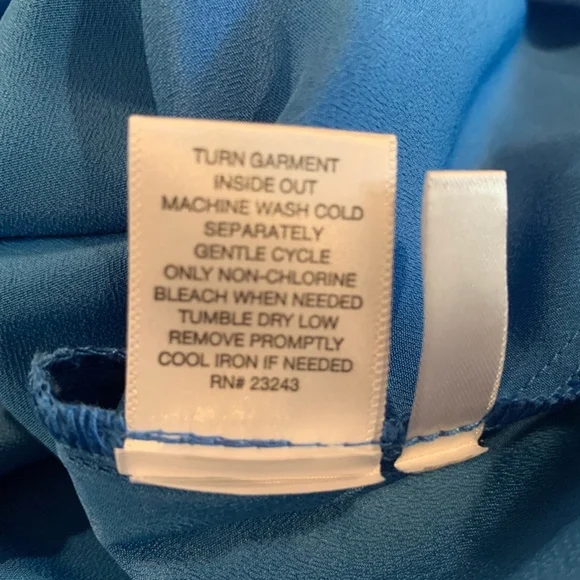 TURN GARMENT
INSIDE OUT
MACHINE WASH COLD
SEPARATELY
GENTLE CYCLE
ONLY NON-CHLORINE
BLEACH WHEN NEEDED
TUMBLE DRY LOW
REMOVE PROMPTLY
COOL IRON IF NEEDED
RN# 23243